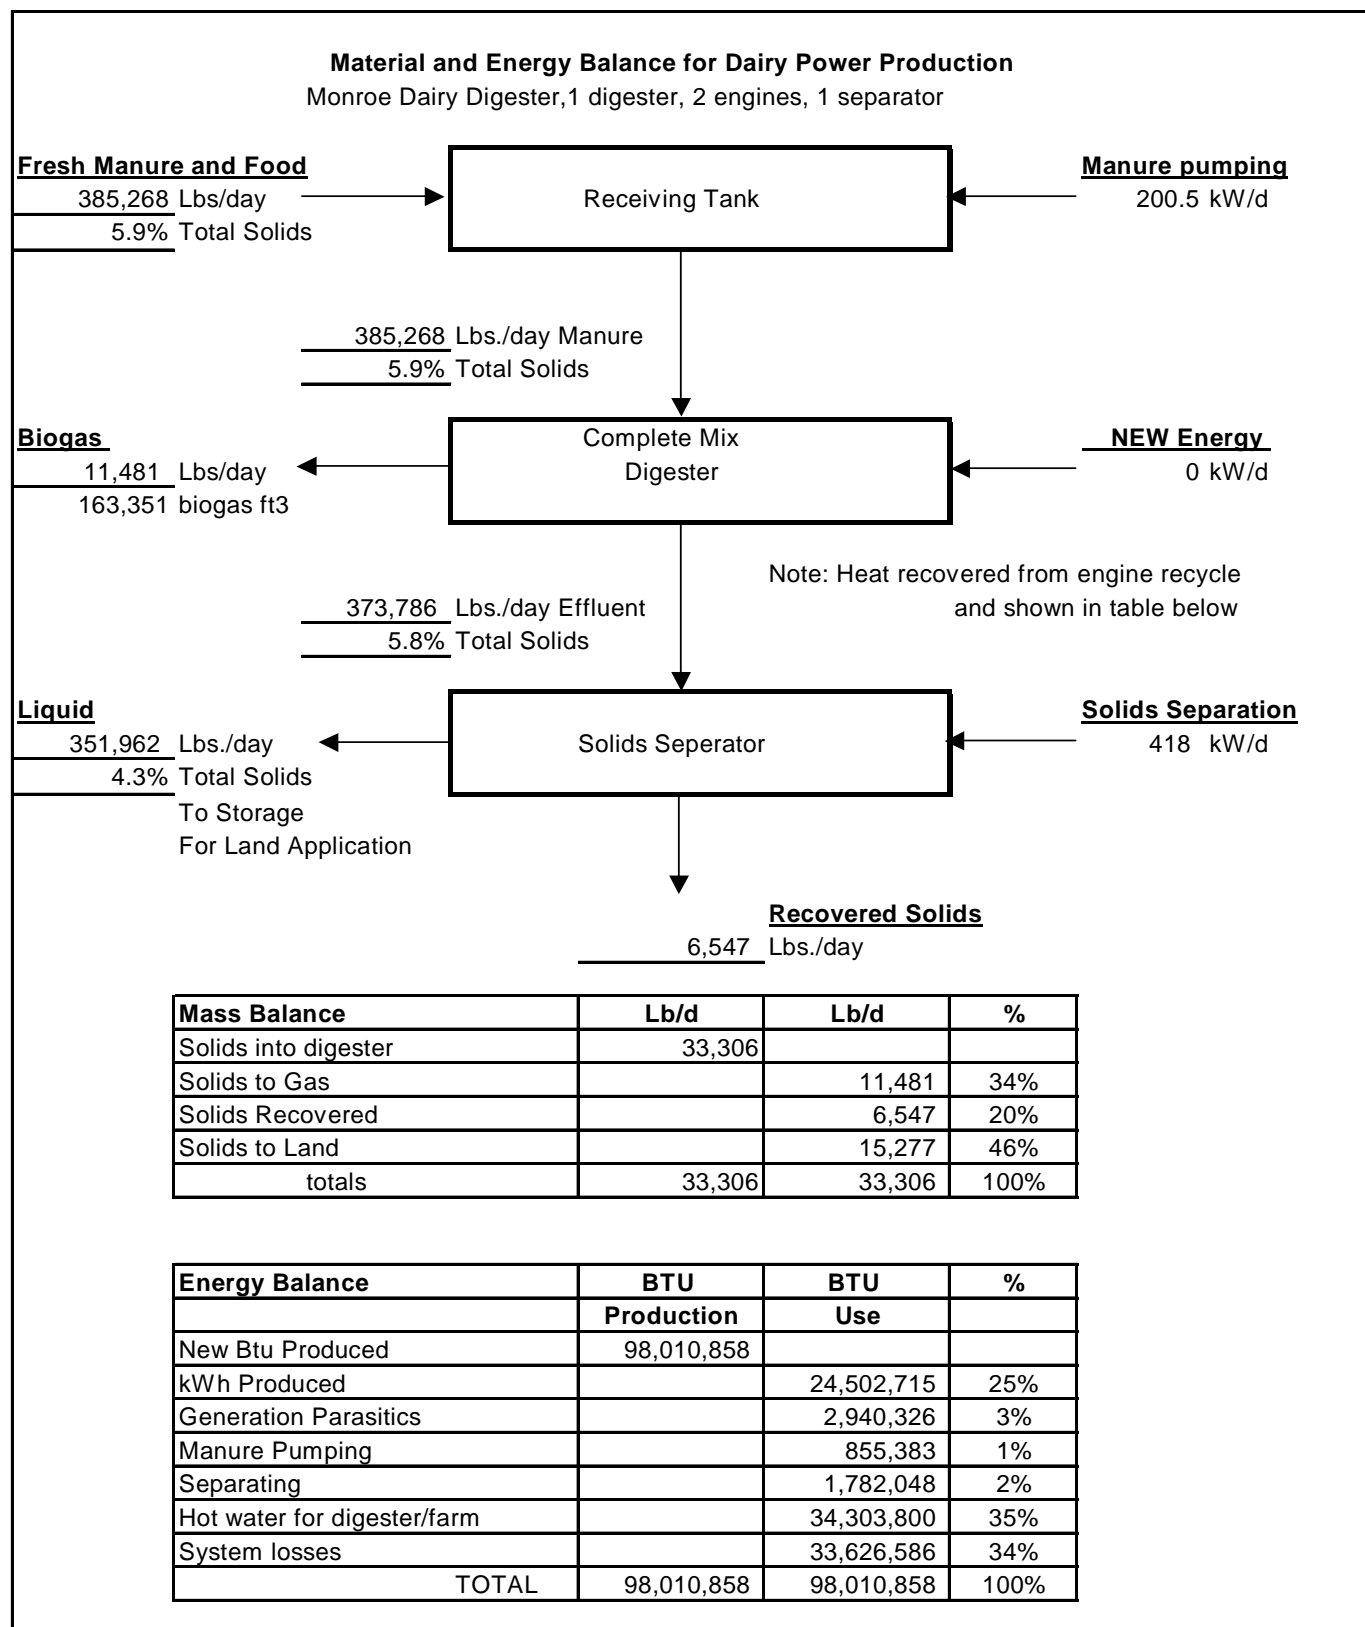 Material and Energy Balance for Dairy Power Production
Monroe Dairy Digester,1 digester, 2 engines, 1 separator
Fresh Manure and Food
385,268 Lbs/day
5.9% Total Solids
Receiving Tank
Manure pumping
200.5 kW/d
385,268 Lbs./day Manure
5.9% Total Solids
Biogas
11,481 Lbs/day
163,351 biogas ft3
Complete Mix
Digester
NEW Energy
0 kW/d
Note: Heat recovered from engine recycle
and shown in table below
373,786 Lbs./day Effluent
5.8% Total Solids
Liquid
351,962 Lbs./day
4.3% Total Solids
To Storage
For Land Application
Solids Seperator
Solids Separation
418 kW/d
Recovered Solids
6,547 Lbs./day
Mass Balance Lb/d Lb/d %
Solids into digester 33,306
Solids to Gas 11,481 34%
Solids Recovered 6,547 20%
Solids to Land 15,277 46%
totals 33,306 33,306 100%
Energy Balance BTU BTU %
Production Use
New Btu Produced 98,010,858
kWh Produced 24,502,715 25%
Generation Parasitics 2,940,326 3%
Manure Pumping 855,383 1%
Separating 1,782,048 2%
Hot water for digester/farm 34,303,800 35%
System losses 33,626,586 34%
TOTAL 98,010,858 98,010,858 100%